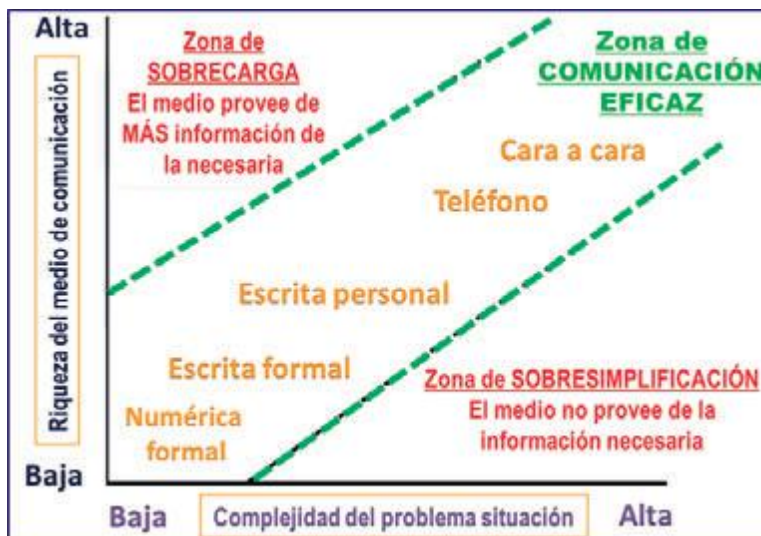 Alta
Riqueza del medio de comunicación
Baja
Zona de
SOBRECARGA
El medio provee de
MÁS información de
la necesaria
Zona de
COMUNICACIÓN
EFICAZ
Cara a cara
Teléfono
Escrita personal
Escrita formal
Numérica
formal
Zona de SOBRESIMPLIFICACIÓN
El medio no provee de la
información necesaria
Baja
Complejidad del problema situación
Alta